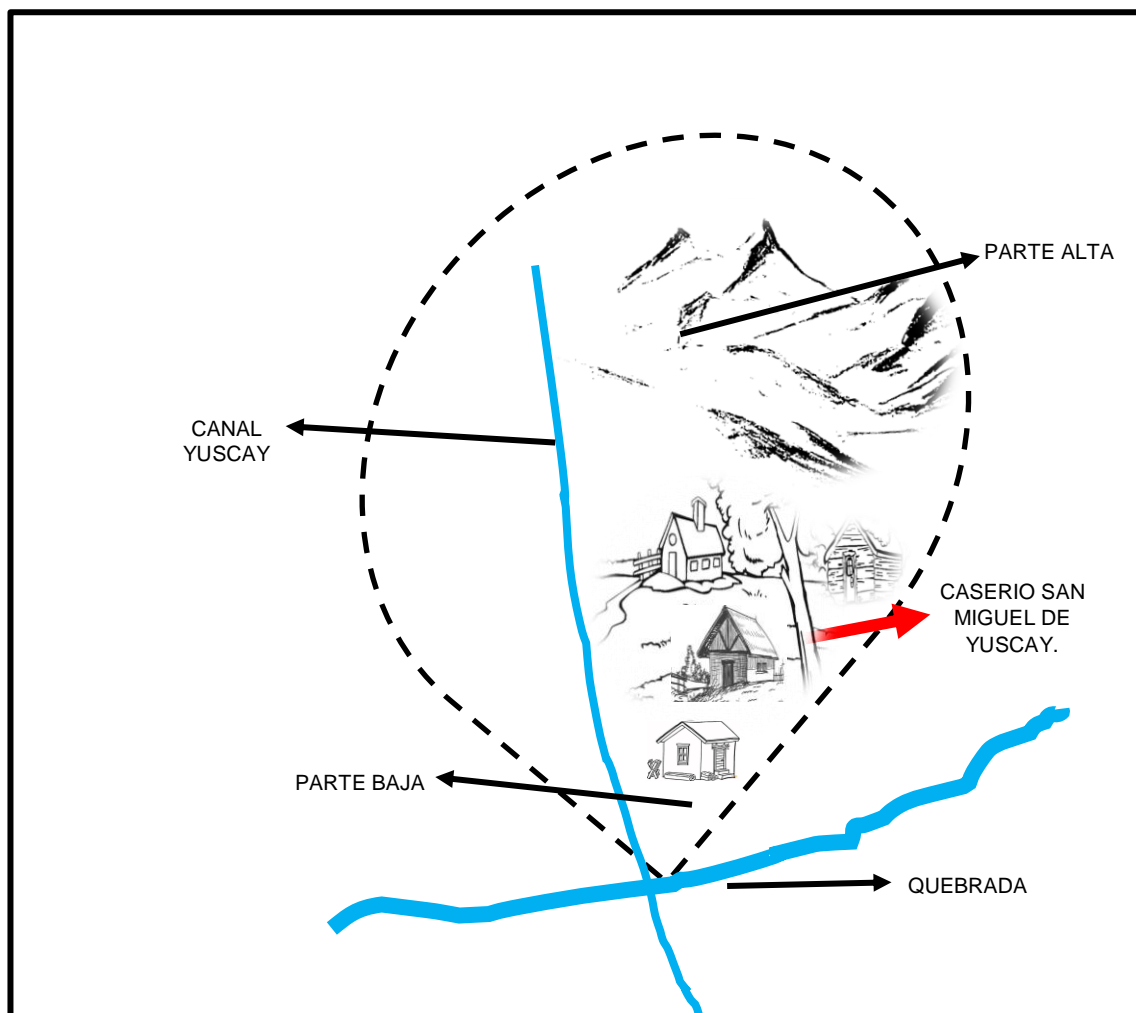 PARTE ALTA
CANAL
YUSCAY
CASERIO SAN
MIGUEL DE
YUSCAY.
PARTE BAJA
QUEBRADA